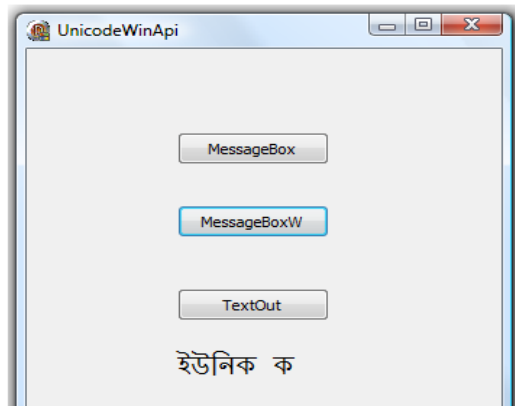 UnicodeWinApi
MessageBox
MessageBoxW
TextOut
ইউনিক ক